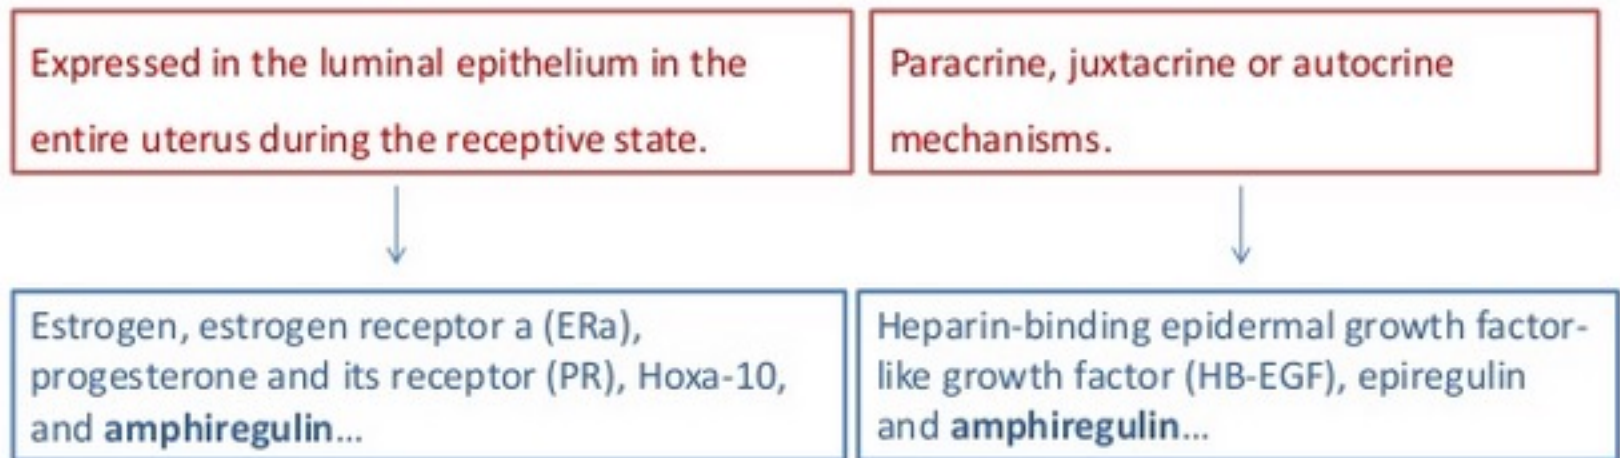 Expressed in the luminal epithelium in the
entire uterus during the receptive state.
Paracrine, juxtacrine or autocrine
mechanisms.
Estrogen, estrogen receptor a (ERa),
progesterone and its receptor (PR), Hoxa-10,
and amphiregulin...
Heparin-binding epidermal growth factor-
like growth factor (HB-EGF), epiregulin
and amphiregulin...